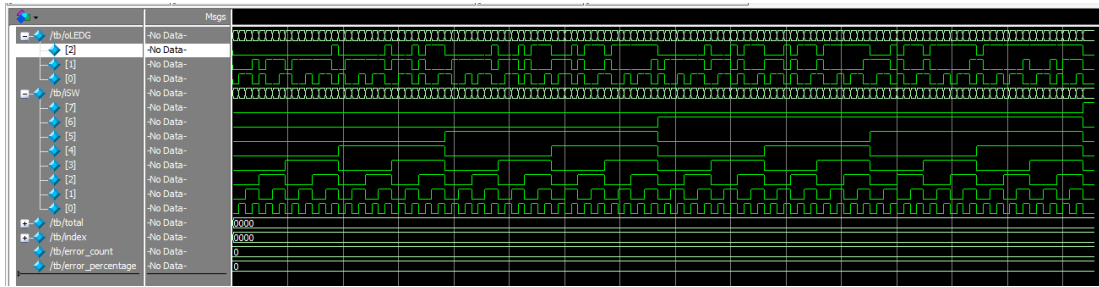 Msgs
/tb/oLEDG -No Data-
[2] -No Data-
[1] -No Data-
[0] -No Data-
/tb/iSW -No Data-
[7] -No Data-
[6] -No Data-
[5] -No Data-
[4] -No Data-
[3] -No Data-
[2] -No Data-
[1] -No Data-
[0] -No Data-
/tb/total -No Data- 0000
/tb/index -No Data- 0000
/tb/error_count -No Data- 0
/tb/error_percentage -No Data- 0